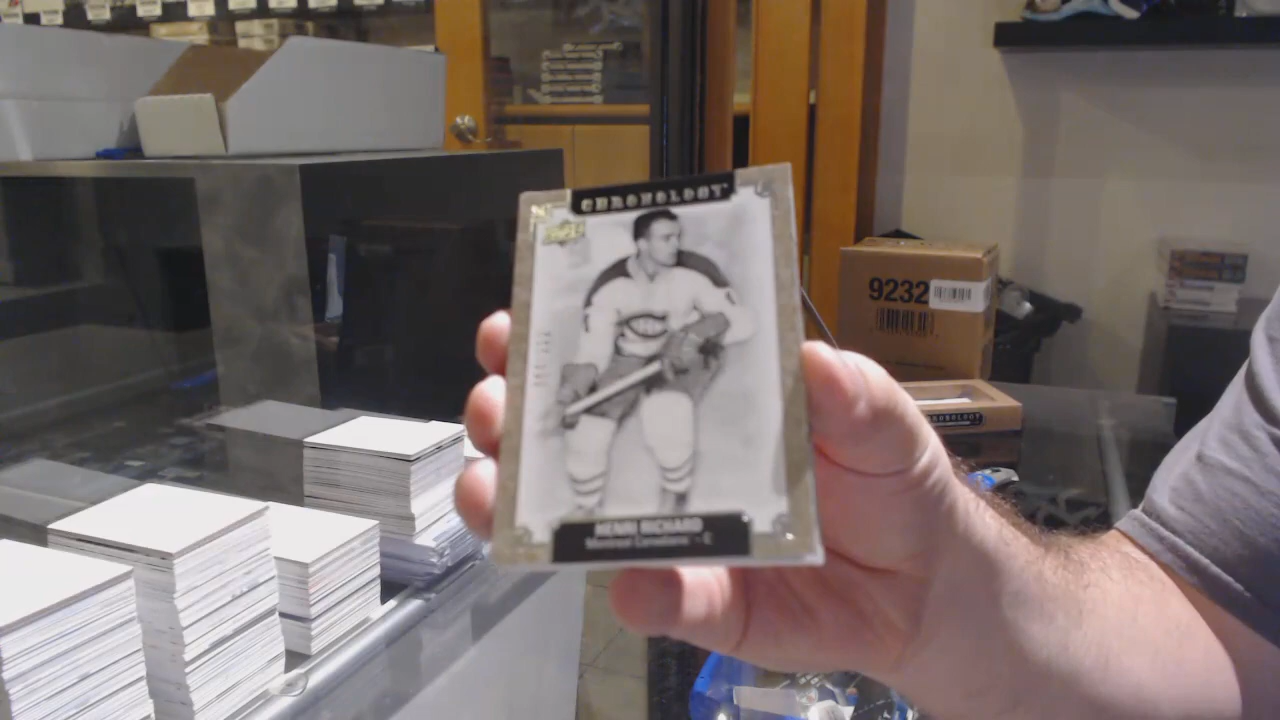 CHRONOLOGY
HENRI RICHARD
Montreal Canadiens - C
9232
CHRONOLOGY